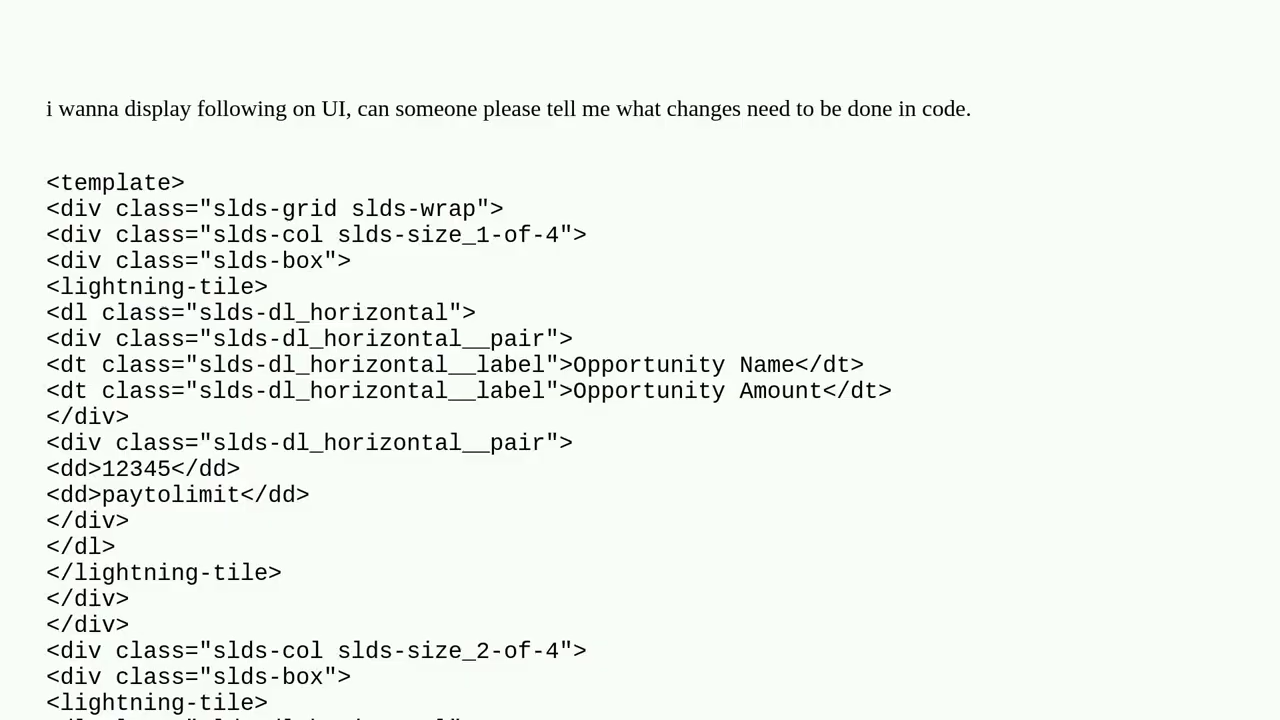 i wanna display following on UI, can someone please tell me what changes need to be done in code.
<template>
<div class="slds-grid slds-wrap">
<div class="slds-col slds-size_1-of-4">
<div class="slds-box">
<lightning-tile>
<dl class="slds-dl_horizontal">
<div class="slds-dl_horizontal__pair">
<dt class="slds-dl_horizontal__label">Opportunity Name</dt>
<dt class="slds-dl_horizontal__label">Opportunity Amount</dt>
</div>
<div class="slds-dl_horizontal__pair">
<dd>12345</dd>
<dd>paytolimit</dd>
</div>
</dl>
</lightning-tile>
</div>
</div>
<div class="slds-col slds-size_2-of-4">
<div class="slds-box">
<lightning-tile>